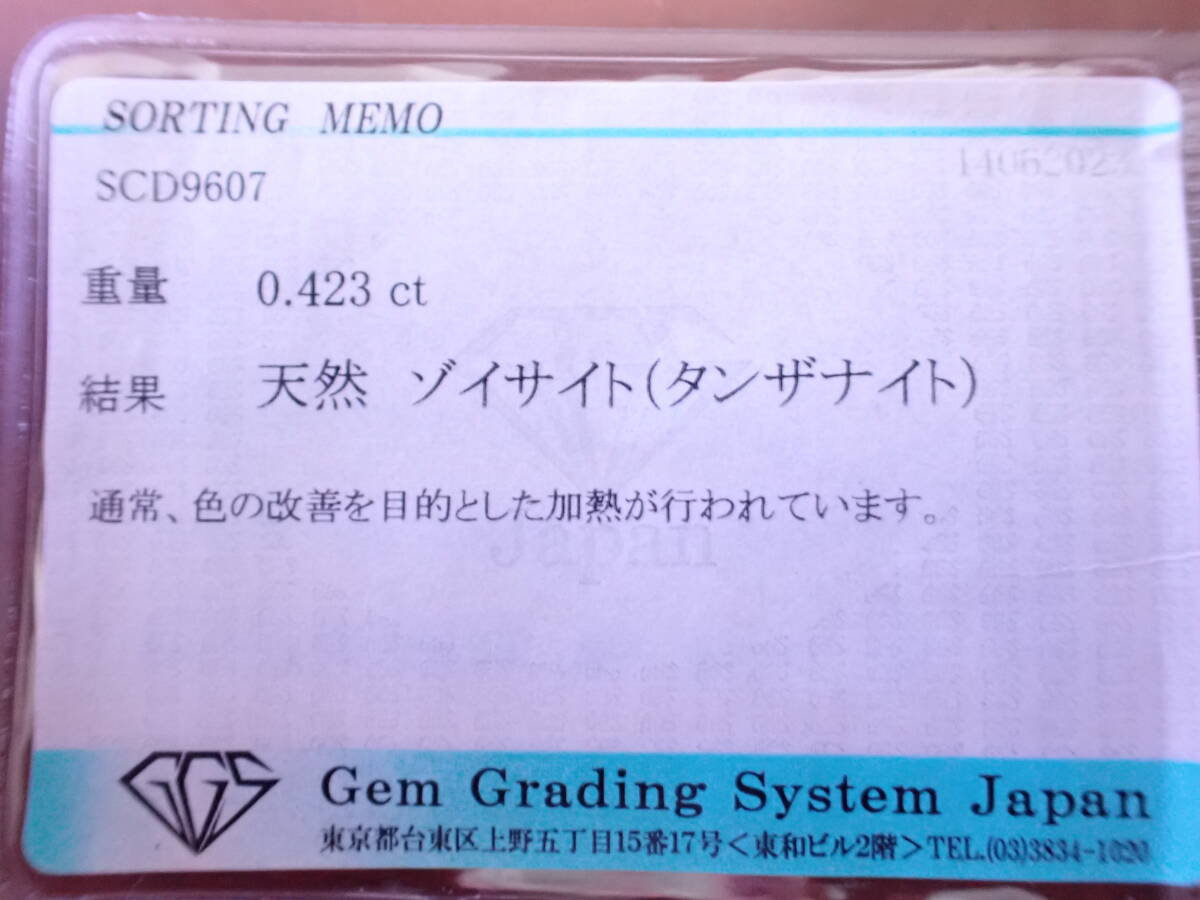 SORTING MEMO
SCD9607
重量 0.423 ct
結果 天然 ゾイサイト(タンザナイト)
通常、色の改善を目的とした加熱が行われています。
Japan
GGS
Gem Grading System Japan
東京都台東区上野五丁目15番17号<東和ビル2階>TEL.(03)3834-1020